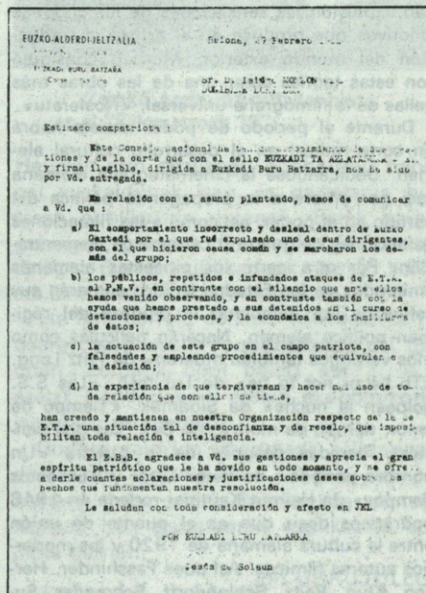 EUZKO-ALDERDI-JELTZALIA
Baiona, 27 Febrero
EUZKADI BURU BATZARRA
Sr. D. Isidro
Estimado compatriota :
Este Consejo Nacional ha tenido conocimiento de sus ges-
tiones y de la carta que con el sello EUZKADI TA AZKATASUNA
y firma ilegible, dirigida a Euzkadi Buru Batzarra, nos ha sido
por Vd. entregada.
En relación con el asunto planteado, hemos de comunicar
a Vd. que :
a) El comportamiento incorrecto y desleal dentro de Euzko
Gaztedi por el que fué expulsado uno de sus dirigentes,
con el que hicieron causa común y se marcharon los de-
más del grupo;
b) los públicos, repetidos e infundados ataques de E.T.A.
al P.N.V., en contraste con el silencio que ante ellos
hemos venido observando, y en contraste también con la
ayuda que hemos prestado a sus detenidos en el curso de
detenciones y procesos, y la económica a los familiares
de éstos;
c) la actuación de este grupo en el campo patriota, con
falsedades y empleando procedimientos que equivalen a
la delación;
d) la experiencia de que tergiversan y hacen mal uso de to-
da relación que con ellos se tiene,
han creado y mantienen en nuestra Organización respecto de la de
E.T.A. una situación tal de desconfianza y de recelo, que imposi-
bilitan toda relación e inteligencia.
El E.B.B. agradece a Vd. sus gestiones y aprecia el gran
espíritu patriótico que le ha movido en todo momento, y se ofrece
a darle cuantas aclaraciones y justificaciones desee sobre los
hechos que fundamentan nuestra resolución.
Le saludan con toda consideración y afecto en JEL
POR EUZKADI BURU BATZARRA
Jesús de Solaun